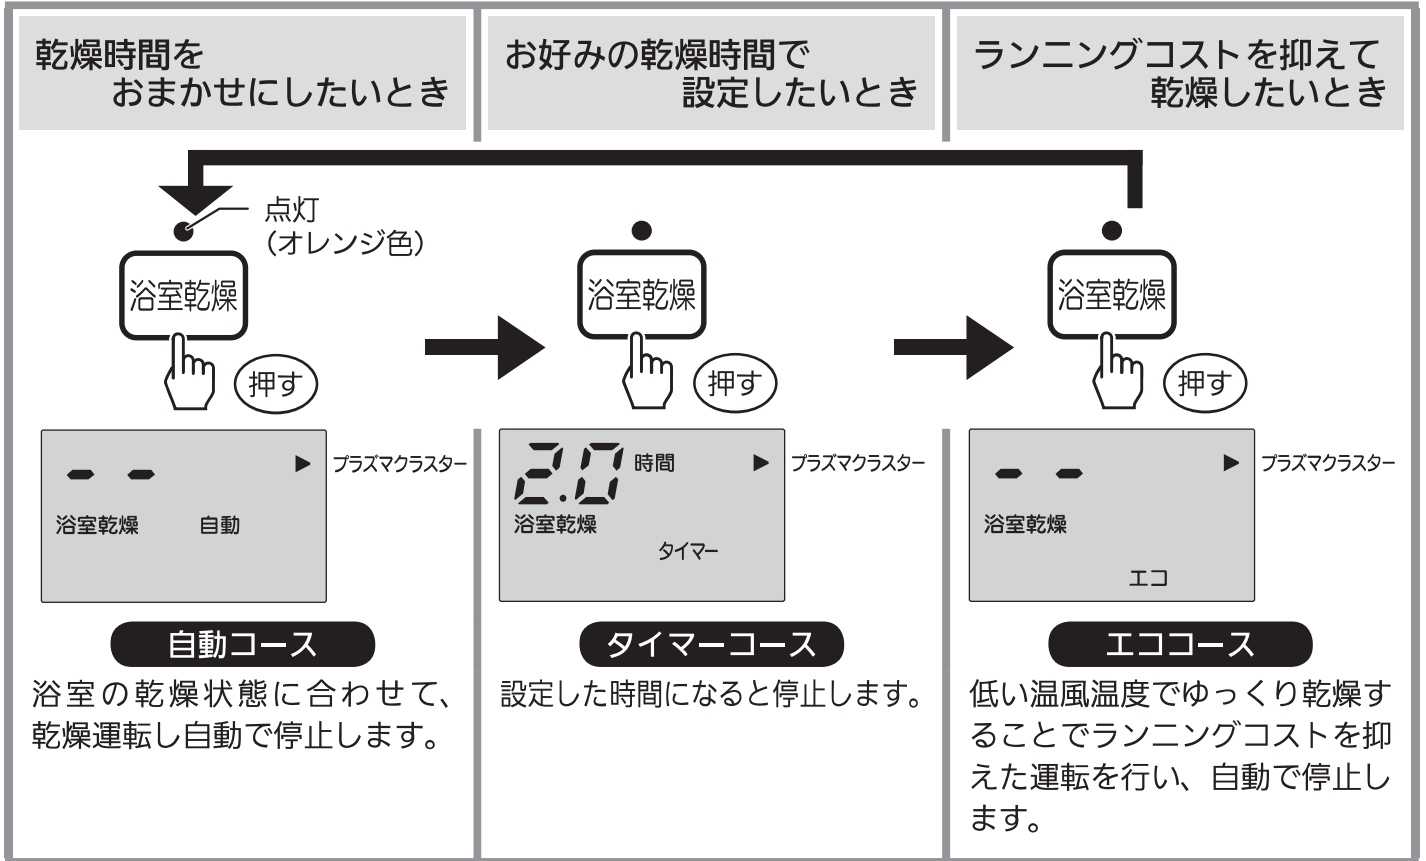 乾燥時間を
おまかせにしたいとき
点灯
(オレンジ色)
浴室乾燥
押す
プラズマクラスター
浴室乾燥 自動
自動コース
浴室の乾燥状態に合わせて、
乾燥運転し自動で停止します。
お好みの乾燥時間で
設定したいとき
浴室乾燥
押す
2.0 時間
プラズマクラスター
浴室乾燥
タイマー
タイマーコース
設定した時間になると停止します。
ランニングコストを抑えて
乾燥したいとき
浴室乾燥
押す
プラズマクラスター
浴室乾燥
エコ
エココース
低い温風温度でゆっくり乾燥す
ることでランニングコストを抑
えた運転を行い、自動で停止し
ます。